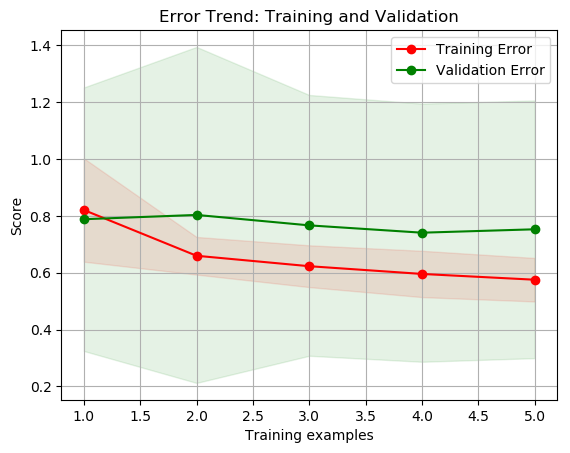 Error Trend: Training and Validation
Training Error
Validation Error
Score
1.4
1.2
1.0
0.8
0.6
0.4
0.2
1.0 1.5 2.0 2.5 3.0 3.5 4.0 4.5 5.0
Training examples